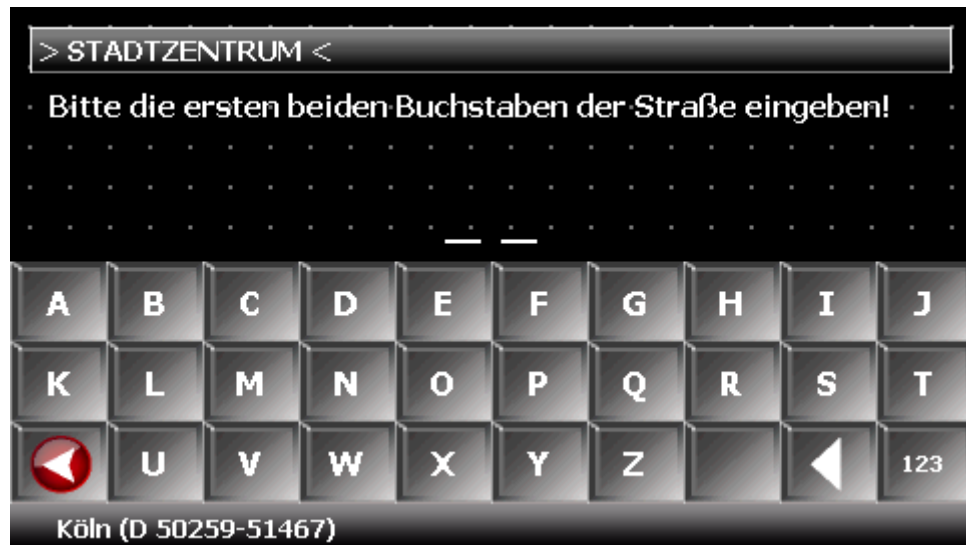 > STADTZENTRUM <
Bitte die ersten beiden Buchstaben der Straße eingeben!
_ _
A B C D E F G H I J
K L M N O P Q R S T
U V W X Y Z 123
Köln (D 50259-51467)